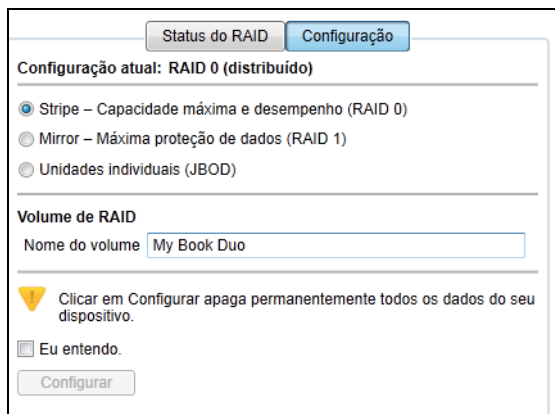 Status do RAID
Configuração
Configuração atual: RAID 0 (distribuído)
Stripe – Capacidade máxima e desempenho (RAID 0)
Mirror – Máxima proteção de dados (RAID 1)
Unidades individuais (JBOD)
Volume de RAID
Nome do volume My Book Duo
Clicar em Configurar apaga permanentemente todos os dados do seu
dispositivo.
Eu entendo.
Configurar